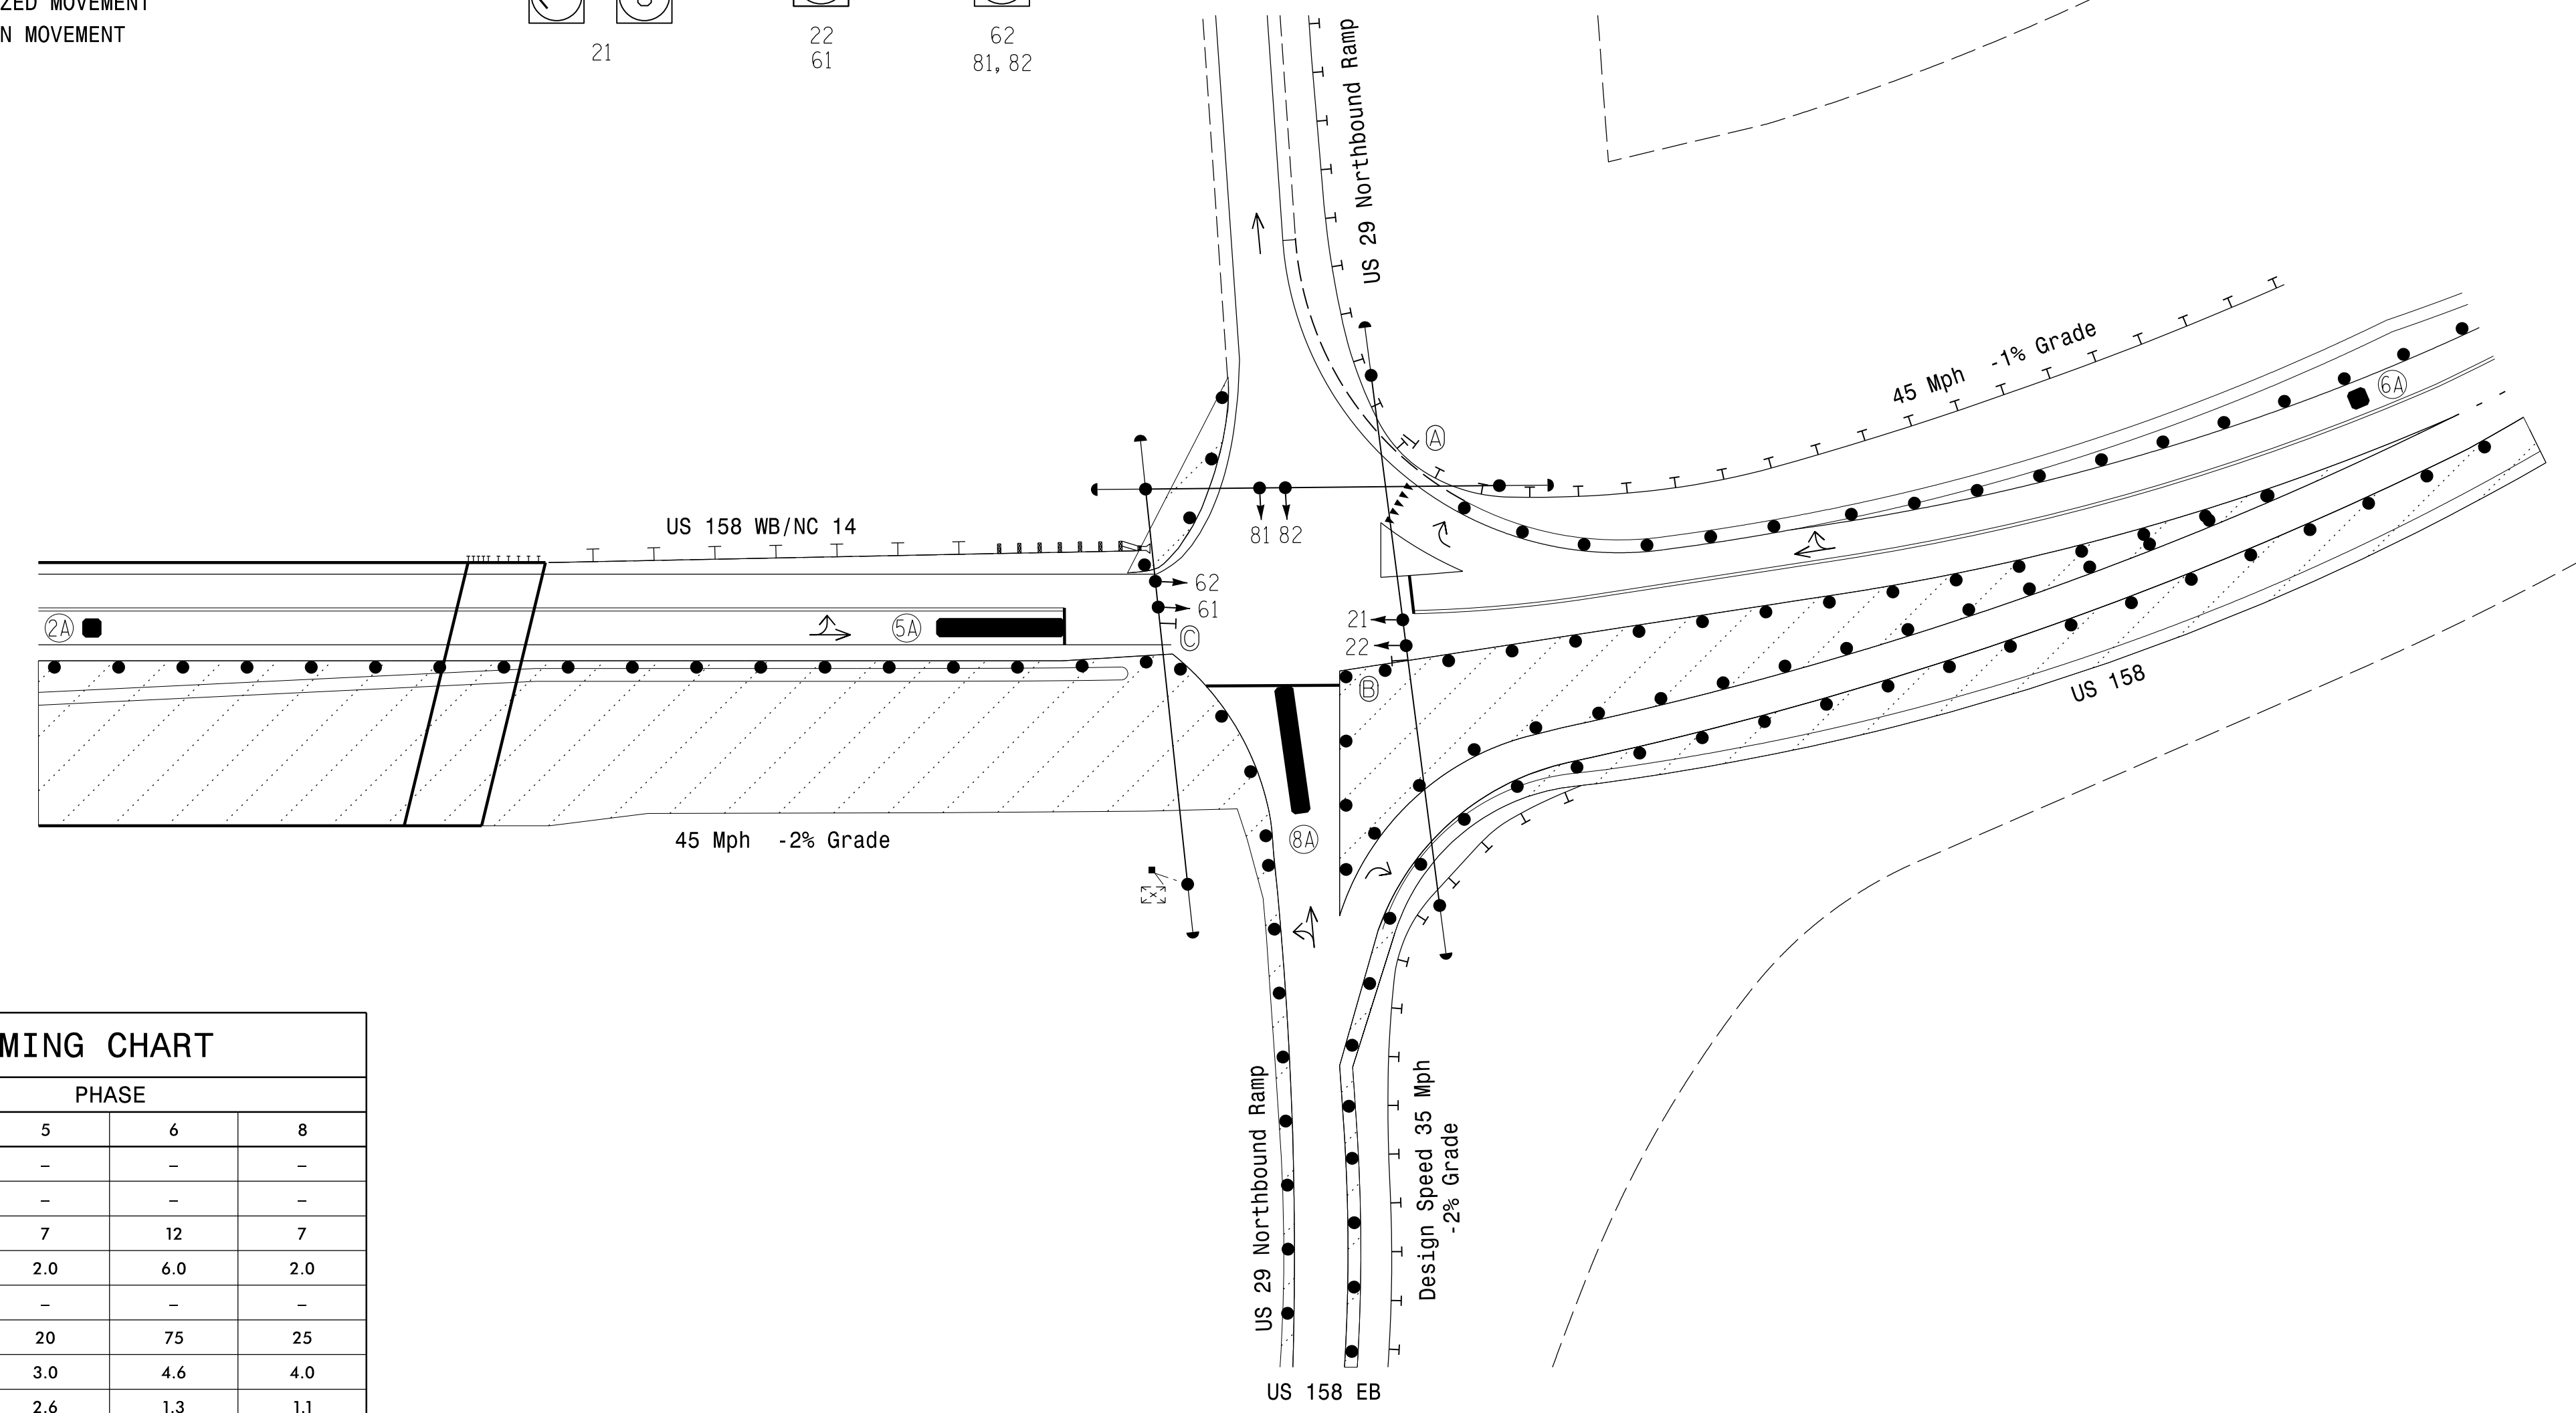 ZED MOVEMENT
N MOVEMENT
21
22
61
62
81, 82
US 29 Northbound Ramp
45 Mph -1% Grade
6A
A
81 82
US 158 WB/NC 14
62
61
C
21
22
B
2A
5A
US 158
45 Mph -2% Grade
8A
X
US 29 Northbound Ramp
Design Speed 35 Mph
-2% Grade
US 158 EB
MING CHART
PHASE
5 6 8
– – –
– – –
7 12 7
2.0 6.0 2.0
– – –
20 75 25
3.0 4.6 4.0
2.6 1.3 1.1